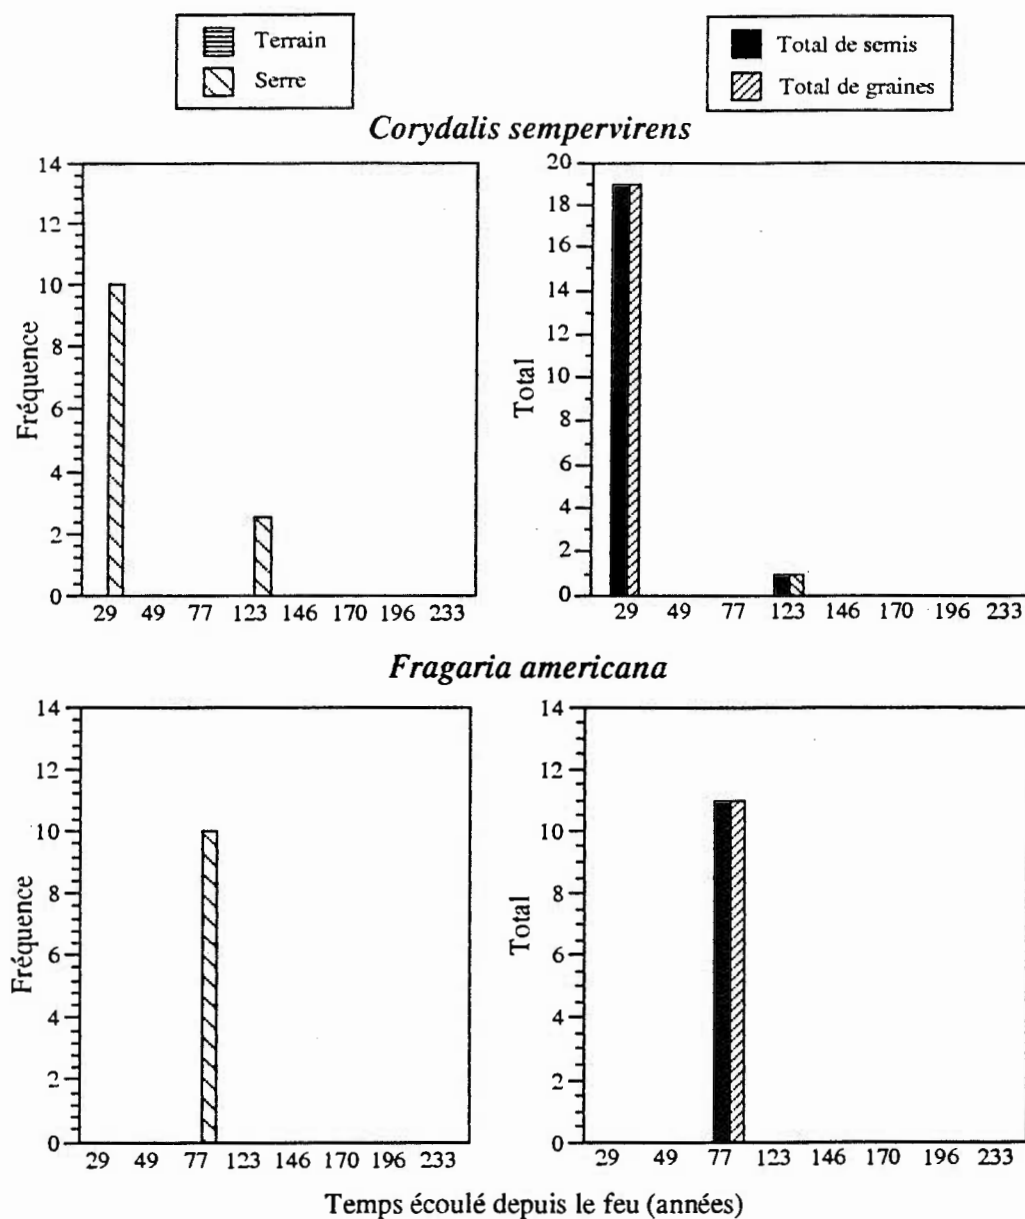 Terrain
Serre
Total de semis
Total de graines
Corydalis sempervirens
Fréquence
14
12
10
8
6
4
2
0
29 49 77 123 146 170 196 233
Total
20
18
16
14
12
10
8
6
4
2
0
29 49 77 123 146 170 196 233
Fragaria americana
Fréquence
14
12
10
8
6
4
2
0
29 49 77 123 146 170 196 233
Total
14
12
10
8
6
4
2
0
29 49 77 123 146 170 196 233
Temps écoulé depuis le feu (années)